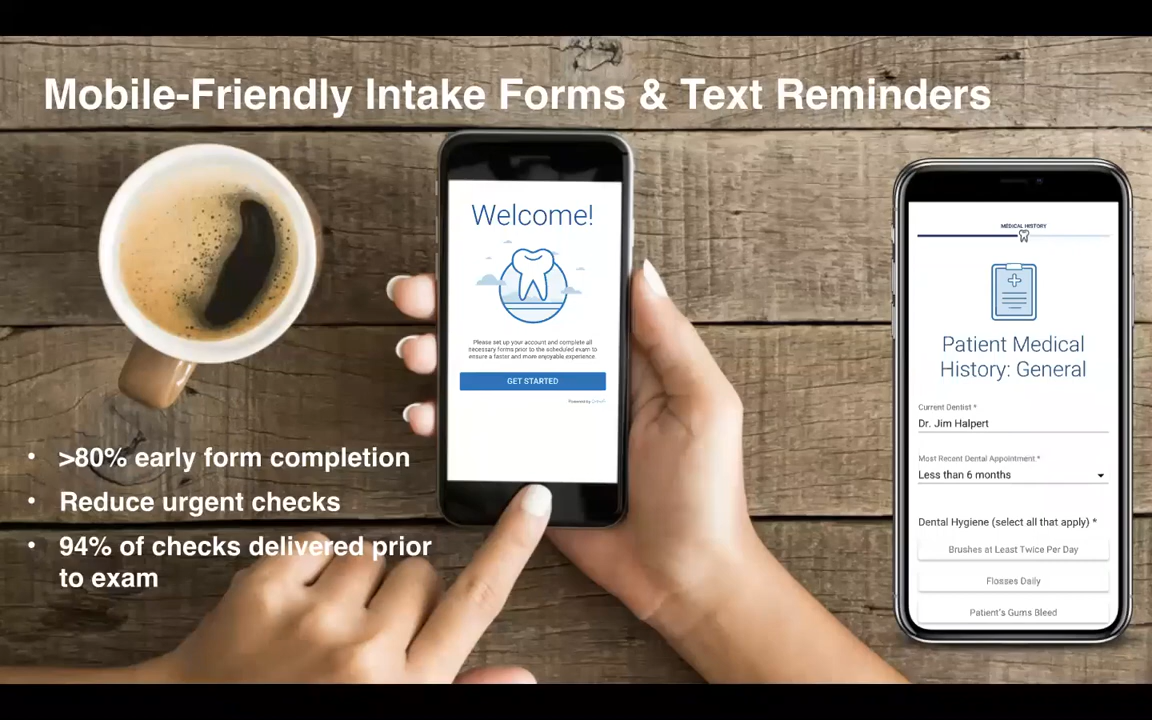 Mobile-Friendly Intake Forms & Text Reminders
Welcome!
Please set up your account and complete all
necessary forms prior to the scheduled exam to
ensure a faster and more enjoyable experience.
GET STARTED
Powered by
• >80% early form completion
• Reduce urgent checks
• 94% of checks delivered prior
to exam
MEDICAL HISTORY
Patient Medical
History: General
Current Dentist *
Dr. Jim Halpert
Most Recent Dental Appointment *
Less than 6 months
Dental Hygiene (select all that apply) *
Brushes at Least Twice Per Day
Flosses Daily
Patient's Gums Bleed